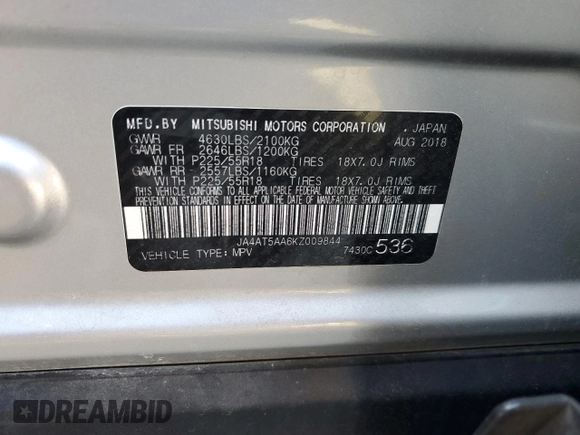 MFD.BY MITSUBISHI MOTORS CORPORATION . JAPAN
GVWR 4630LBS/2100KG AUG 2018
GAWR FR 2646LBS/1200KG
WITH P225/55R18 TIRES 18X7.0J RIMS
GAWR RR 2557LBS/1160KG
WITH P225/55R18 TIRES 18X7.0J RIMS
THIS VEHICLE CONFORMS TO ALL APPLICABLE FEDERAL MOTOR VEHICLE SAFETY AND THEFT
PREVENTION STANDARDS IN EFFECT ON THE DATE OF MANUFACTURE SHOWN ABOVE.
JA4AT5AA6KZ009844
VEHICLE TYPE: MPV 7430C 536
DREAMBID